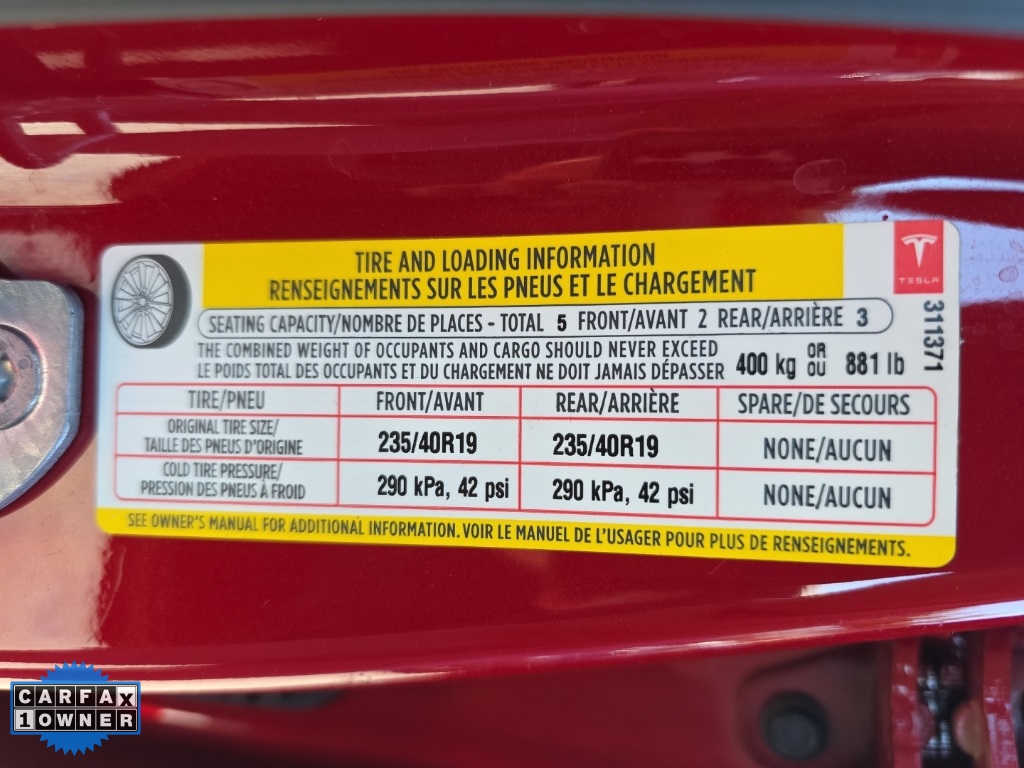 TIRE AND LOADING INFORMATION
RENSEIGNEMENTS SUR LES PNEUS ET LE CHARGEMENT
TESLA
SEATING CAPACITY/NOMBRE DE PLACES - TOTAL 5 FRONT/AVANT 2 REAR/ARRIÈRE 3
THE COMBINED WEIGHT OF OCCUPANTS AND CARGO SHOULD NEVER EXCEED
LE POIDS TOTAL DES OCCUPANTS ET DU CHARGEMENT NE DOIT JAMAIS DÉPASSER
400 kg OR OU 881 lb
3111371
TIRE/PNEU FRONT/AVANT REAR/ARRIÈRE SPARE/DE SECOURS
ORIGINAL TIRE SIZE/
TAILLE DES PNEUS D'ORIGINE
235/40R19 235/40R19 NONE/AUCUN
COLD TIRE PRESSURE/
PRESSION DES PNEUS À FROID
290 kPa, 42 psi 290 kPa, 42 psi NONE/AUCUN
SEE OWNER'S MANUAL FOR ADDITIONAL INFORMATION. VOIR LE MANUEL DE L'USAGER POUR PLUS DE RENSEIGNEMENTS.
CARFAX
1 OWNER